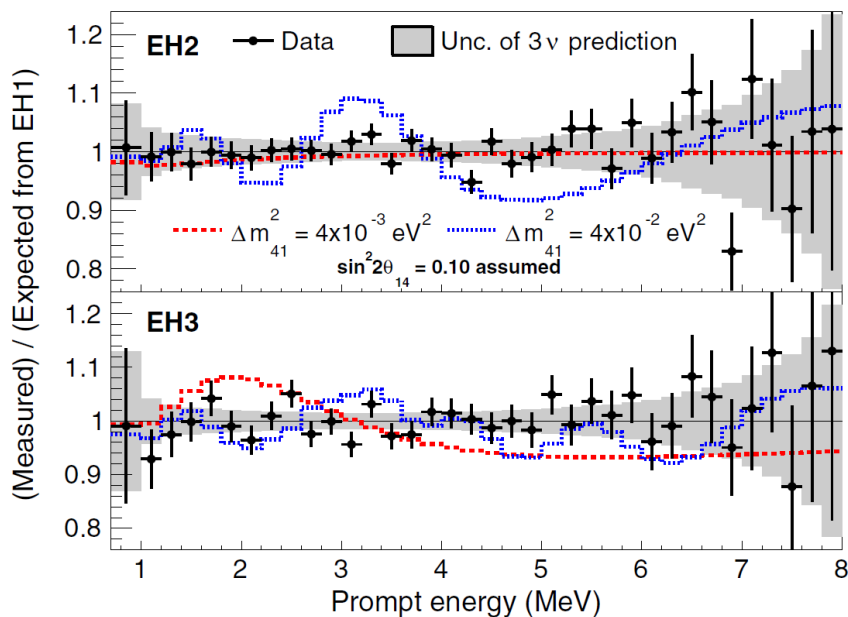 (Measured) / (Expected from EH1)
1.2
1.1
1
0.9
0.8
EH2
Data
Unc. of 3 ν prediction
Δm²₄₁ = 4x10⁻³ eV²
Δm²₄₁ = 4x10⁻² eV²
sin²2θ₁₄ = 0.10 assumed
1.2
1.1
1
0.9
0.8
EH3
1 2 3 4 5 6 7 8
Prompt energy (MeV)